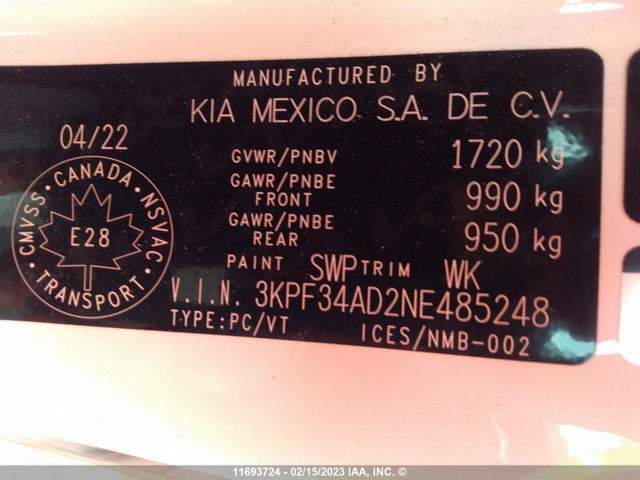 MANUFACTURED BY
KIA MEXICO S.A. DE C.V.
04/22
GVWR/PNBV 1720 kg
GAWR/PNBE FRONT 990 kg
GAWR/PNBE REAR 950 kg
CMVSS • CANADA • NSVAC • TRANSPORT •
E28
PAINT SWP TRIM WK
V.I.N. 3KPF34AD2NE485248
TYPE:PC/VT ICES/NMB-002
11693724 - 02/15/2023 IAA, INC. ©